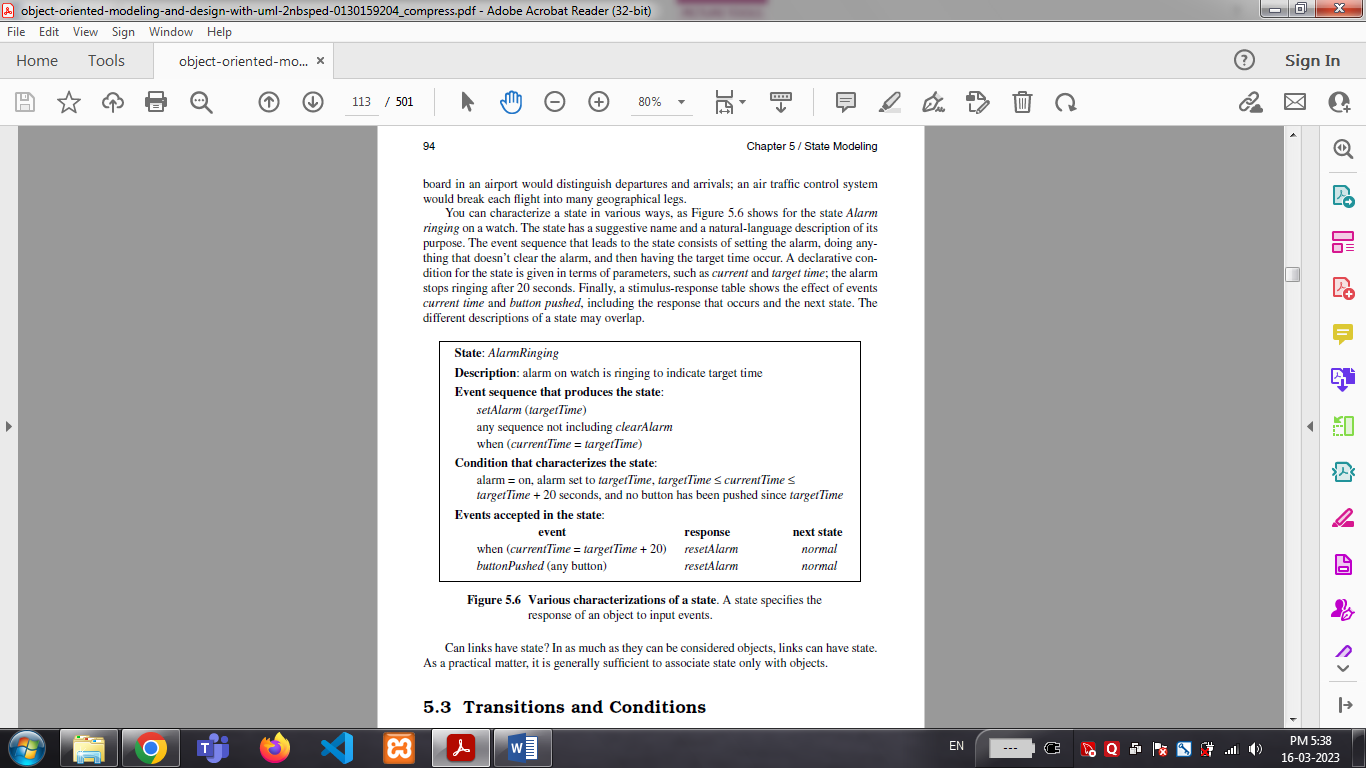 object-oriented-modeling-and-design-with-uml-2nbsped-0130159204_compress.pdf - Adobe Acrobat Reader (32-bit)
File Edit View Sign Window Help
Home Tools object-oriented-mo... × ? Sign In
113 / 501 80%
94 Chapter 5 / State Modeling
board in an airport would distinguish departures and arrivals; an air traffic control system
would break each flight into many geographical legs.
You can characterize a state in various ways, as Figure 5.6 shows for the state Alarm
ringing on a watch. The state has a suggestive name and a natural-language description of its
purpose. The event sequence that leads to the state consists of setting the alarm, doing any-
thing that doesn't clear the alarm, and then having the target time occur. A declarative con-
dition for the state is given in terms of parameters, such as current and target time; the alarm
stops ringing after 20 seconds. Finally, a stimulus-response table shows the effect of events
current time and button pushed, including the response that occurs and the next state. The
different descriptions of a state may overlap.
State: AlarmRinging
Description: alarm on watch is ringing to indicate target time
Event sequence that produces the state:
setAlarm (targetTime)
any sequence not including clearAlarm
when (currentTime = targetTime)
Condition that characterizes the state:
alarm = on, alarm set to targetTime, targetTime ≤ currentTime ≤
targetTime + 20 seconds, and no button has been pushed since targetTime
Events accepted in the state:
event response next state
when (currentTime = targetTime + 20) resetAlarm normal
buttonPushed (any button) resetAlarm normal
Figure 5.6 Various characterizations of a state. A state specifies the
response of an object to input events.
Can links have state? In as much as they can be considered objects, links can have state.
As a practical matter, it is generally sufficient to associate state only with objects.
5.3 Transitions and Conditions
EN --- PM 5:38
16-03-2023